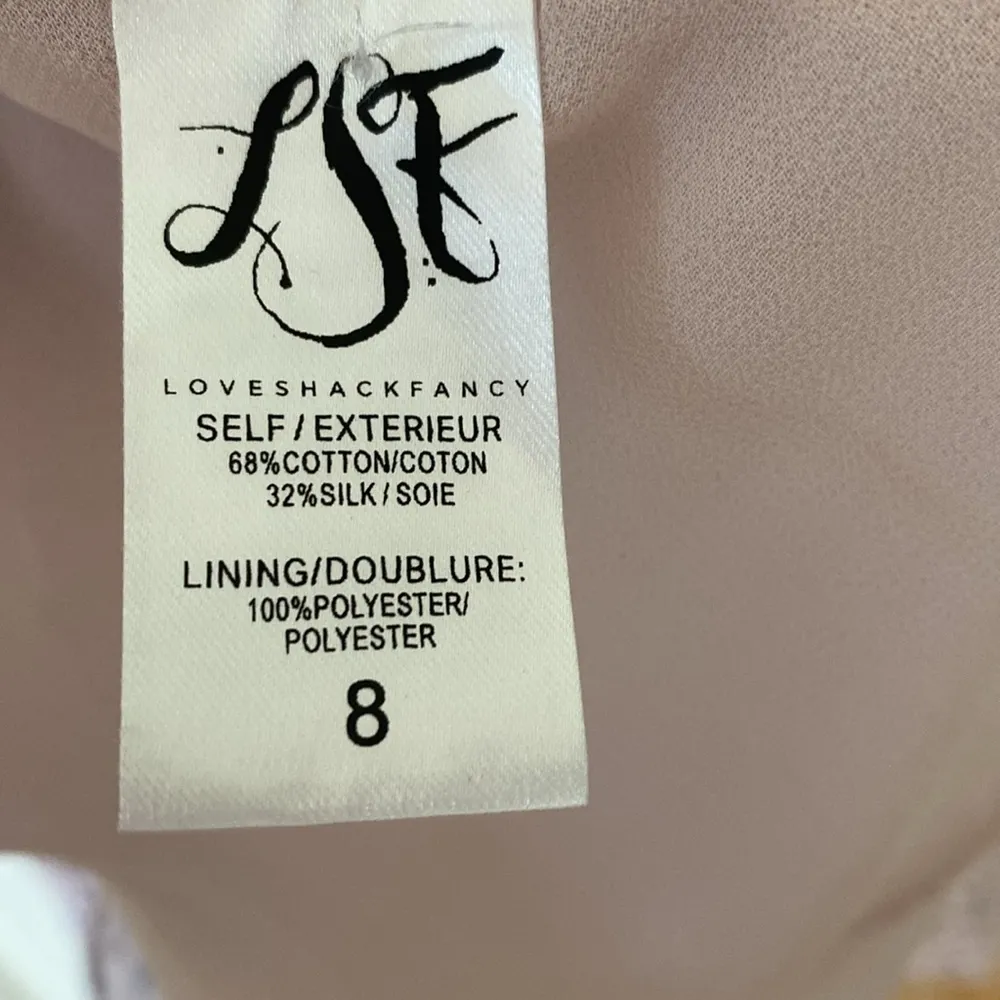 LSF
LOVESHACKFANCY
SELF/EXTERIEUR
68%COTTON/COTON
32%SILK/SOIE
LINING/DOUBLURE:
100%POLYESTER/
POLYESTER
8